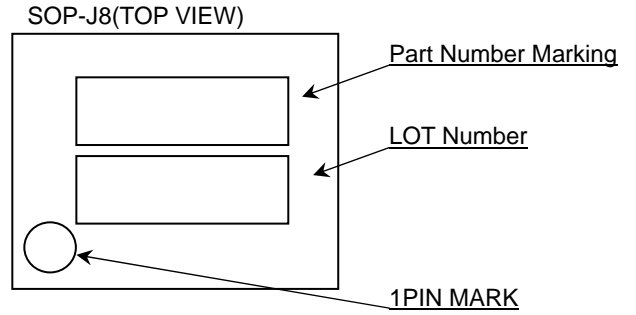 SOP-J8(TOP VIEW)
Part Number Marking
LOT Number
1PIN MARK